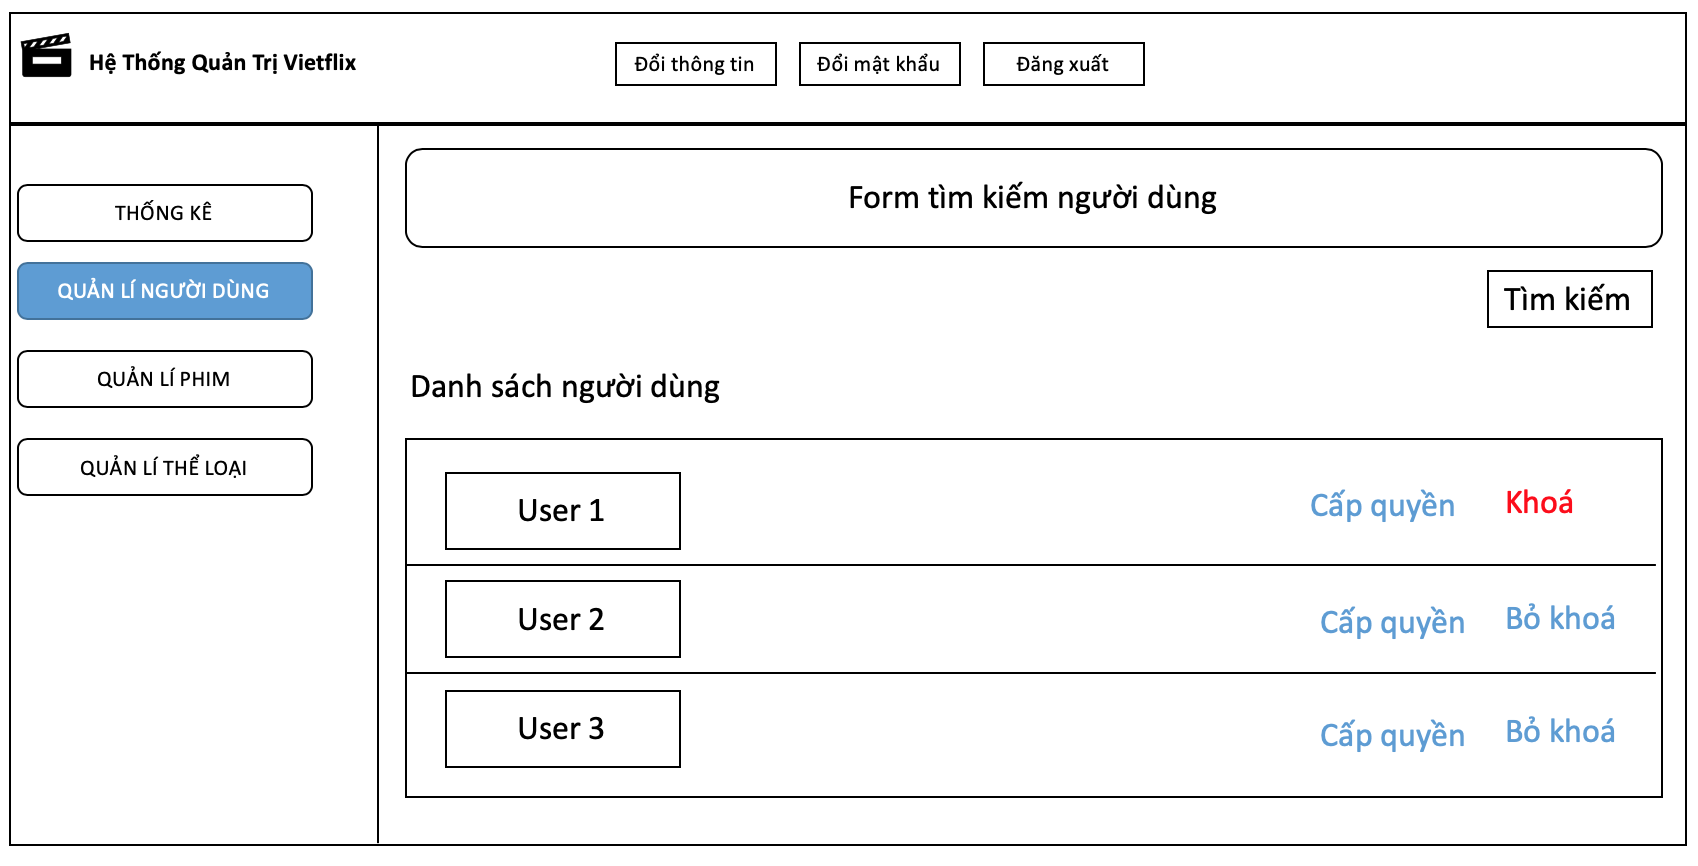 Hệ Thống Quản Trị Vietflix
Đổi thông tin
Đổi mật khẩu
Đăng xuất
THỐNG KÊ
QUẢN LÍ NGƯỜI DÙNG
QUẢN LÍ PHIM
QUẢN LÍ THỂ LOẠI
Form tìm kiếm người dùng
Tìm kiếm
Danh sách người dùng
User 1
Cấp quyền
Khoá
User 2
Cấp quyền
Bỏ khoá
User 3
Cấp quyền
Bỏ khoá